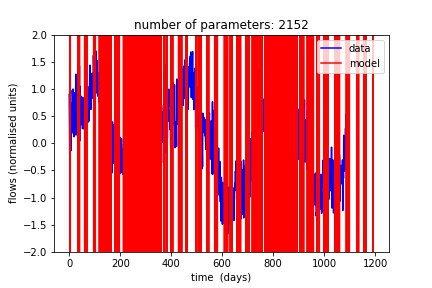 number of parameters: 2152
data
model
flows (normalised units)
2.0
1.5
1.0
0.5
0.0
−0.5
−1.0
−1.5
−2.0
0 200 400 600 800 1000 1200
time (days)